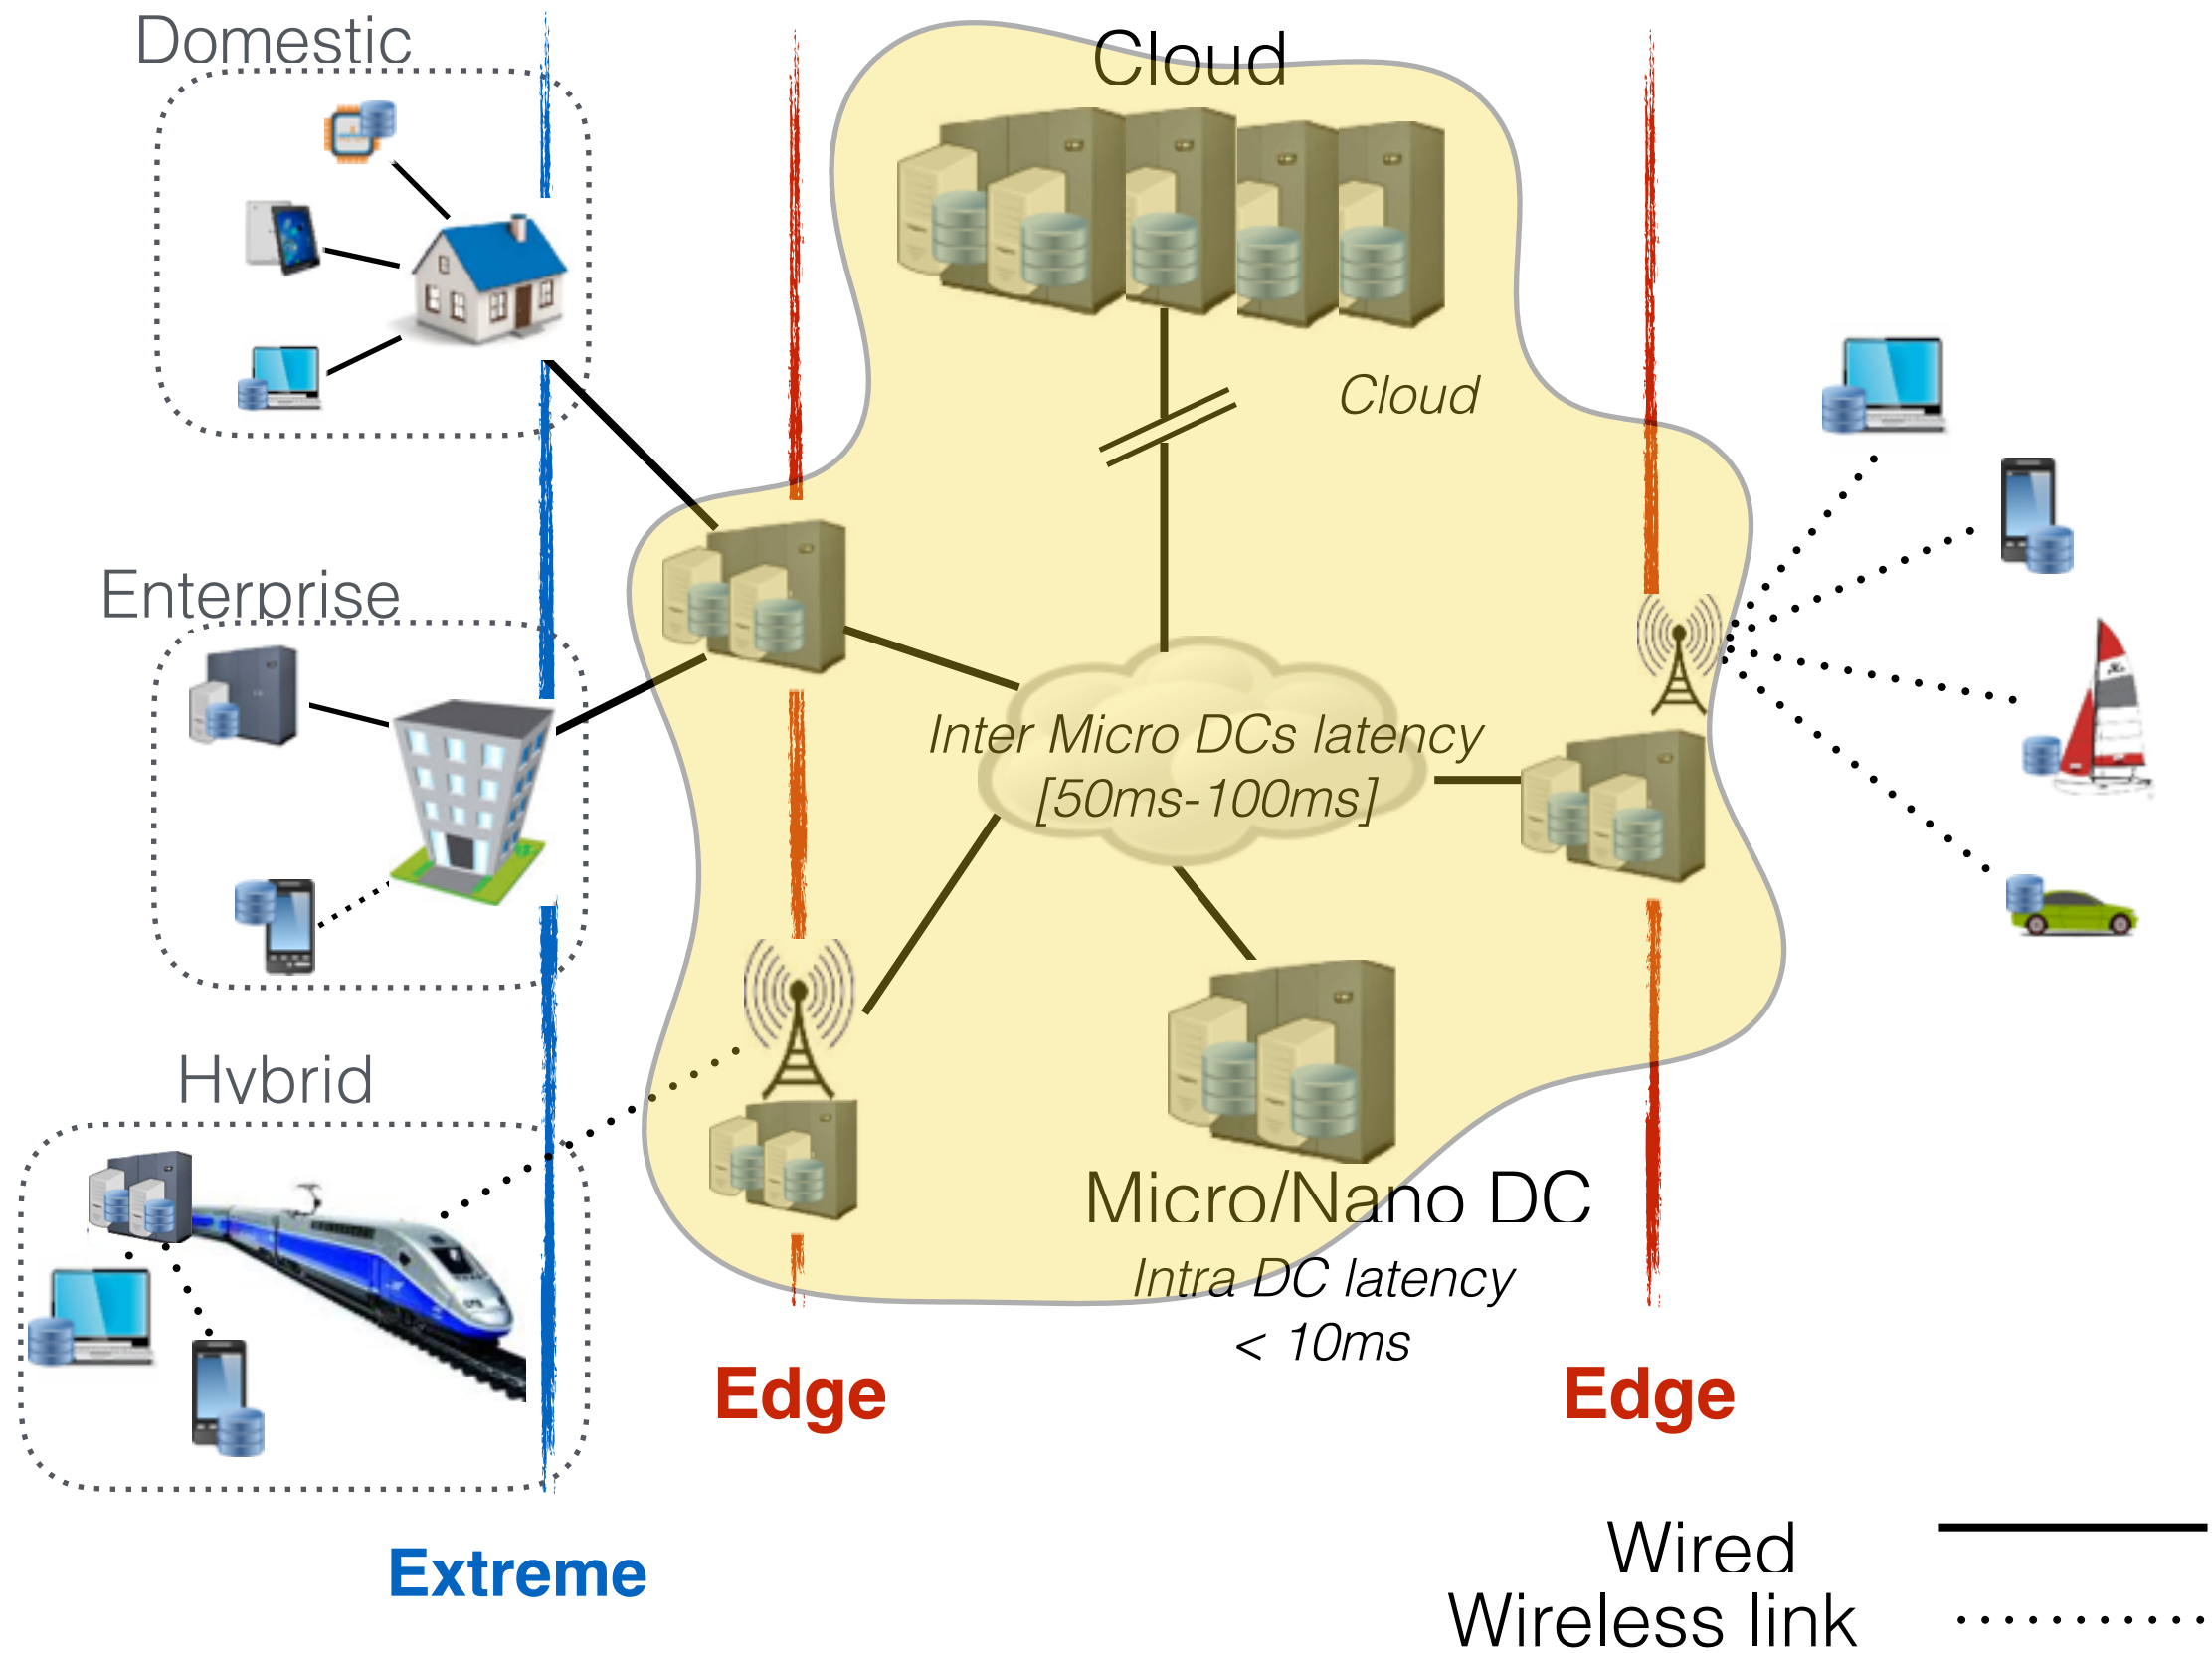 Domestic
Cloud
Cloud
Enterprise
Inter Micro DCs latency
[50ms-100ms]
Hybrid
Micro/Nano DC
Intra DC latency
< 10ms
Edge
Edge
Extreme
Wired
Wireless link